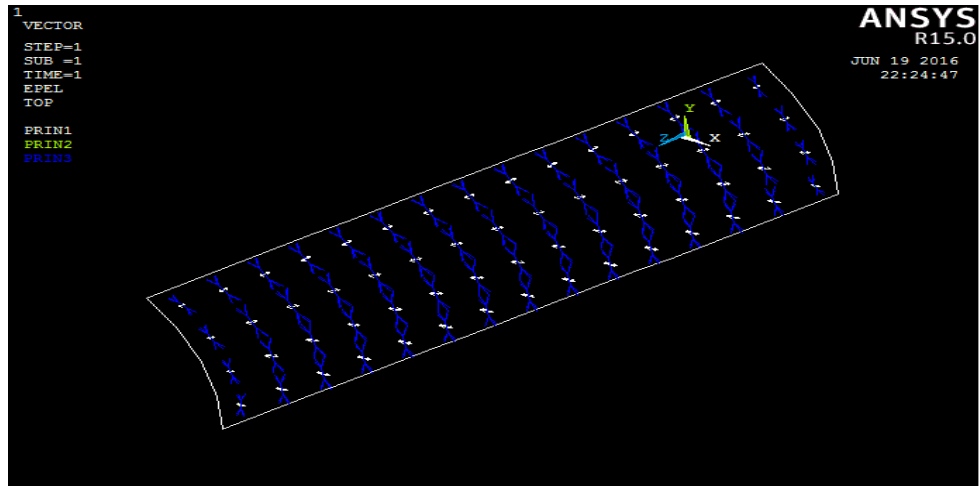 1
VECTOR
STEP=1
SUB =1
TIME=1
EPEL
TOP
PRIN1
PRIN2
PRIN3
ANSYS
R15.0
JUN 19 2016
22:24:47
Y
Z
X